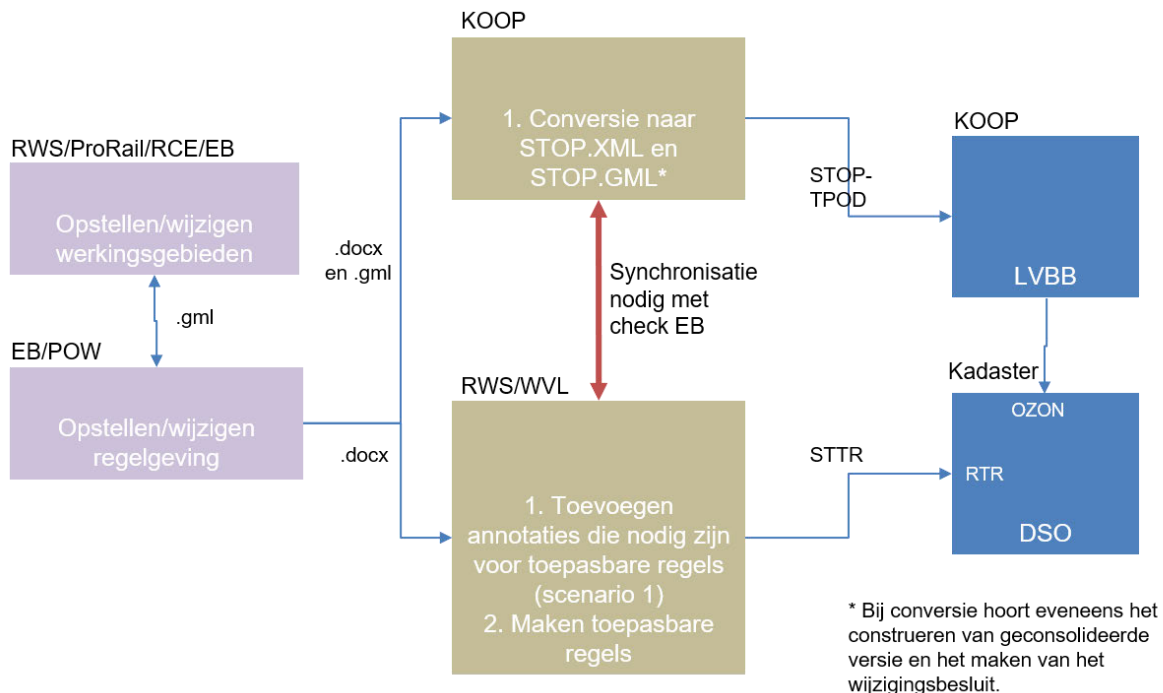 RWS/ProRail/RCE/EB
Opstellen/wijzigen
werkingsgebieden
.gml
EB/POW
Opstellen/wijzigen
regelgeving
.docx
en .gml
.docx
KOOP
1. Conversie naar
STOP.XML en
STOP.GML*
Synchronisatie
nodig met
check EB
RWS/WVL
1. Toevoegen
annotaties die nodig zijn
voor toepasbare regels
(scenario 1)
2. Maken toepasbare
regels
STOP-
TPOD
STTR
KOOP
LVBB
Kadaster
OZON
RTR
DSO
* Bij conversie hoort eveneens het
construeren van geconsolideerde
versie en het maken van het
wijzigingsbesluit.